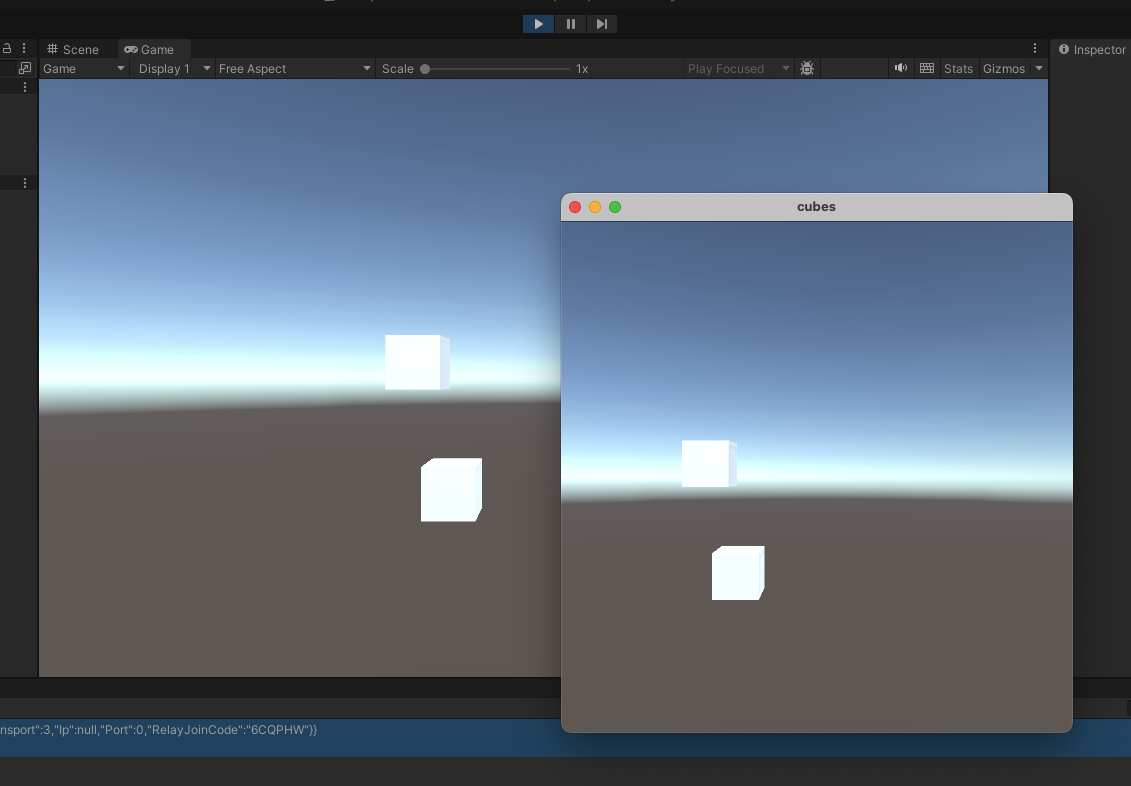 Scene
Game
Inspector
Game
Display 1
Free Aspect
Scale
1x
Play Focused
Stats
Gizmos
cubes
nsport":3,"Ip":null,"Port":0,"RelayJoinCode":"6CQPHW"}}